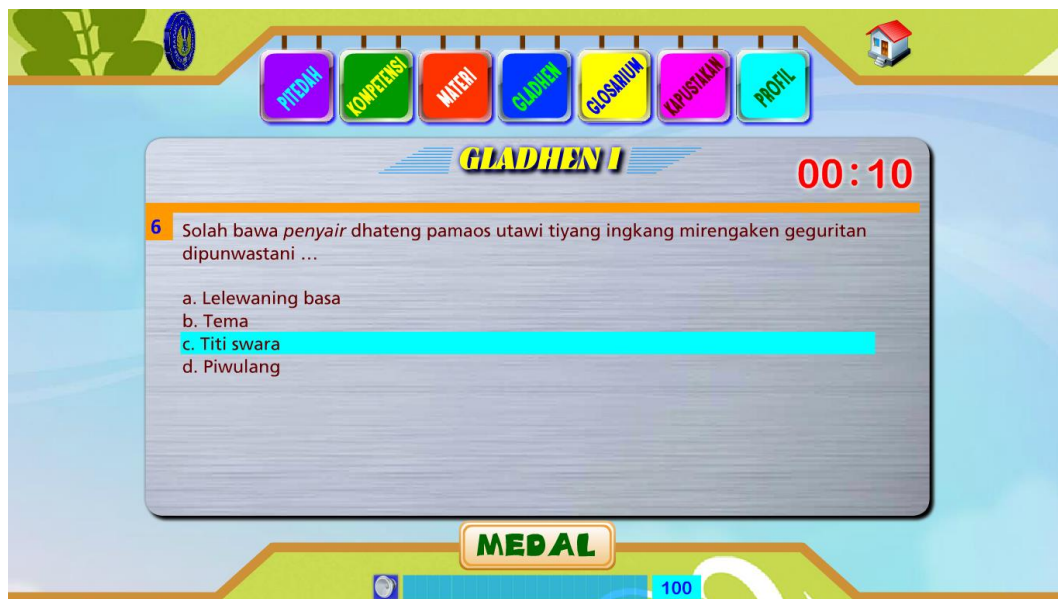 PITEDAH
KOMPETENSI
MATERI
GLADHEN
GLOSARIUM
KAPUSTAKAN
PROFIL
GLADHEN I
00:10
6
Solah bawa penyair dhateng pamaos utawi tiyang ingkang mirengaken geguritan
dipunwastani ...
a. Lelewaning basa
b. Tema
c. Titi swara
d. Piwulang
MEDAL
100